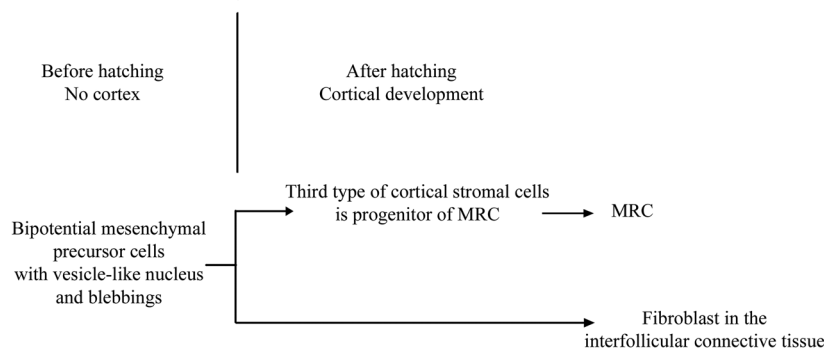 Before hatching
No cortex
After hatching
Cortical development
Third type of cortical stromal cells
is progenitor of MRC
MRC
Bipotential mesenchymal
precursor cells
with vesicle-like nucleus
and blebbings
Fibroblast in the
interfollicular connective tissue